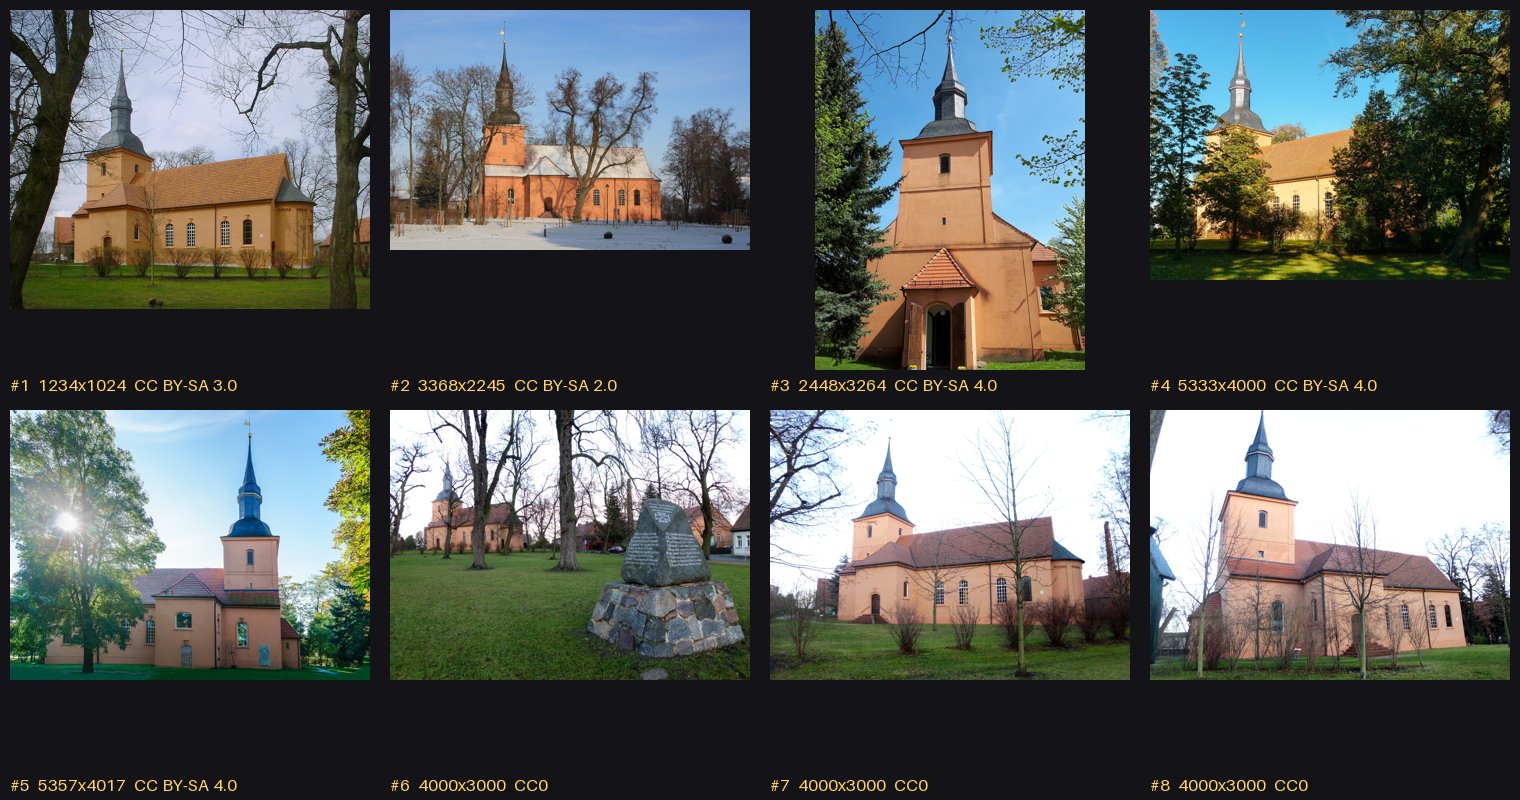 #1 1234x1024 CC BY-SA 3.0
#2 3368x2245 CC BY-SA 2.0
#3 2448x3264 CC BY-SA 4.0
#4 5333x4000 CC BY-SA 4.0
#5 5357x4017 CC BY-SA 4.0
#6 4000x3000 CC0
#7 4000x3000 CC0
#8 4000x3000 CC0